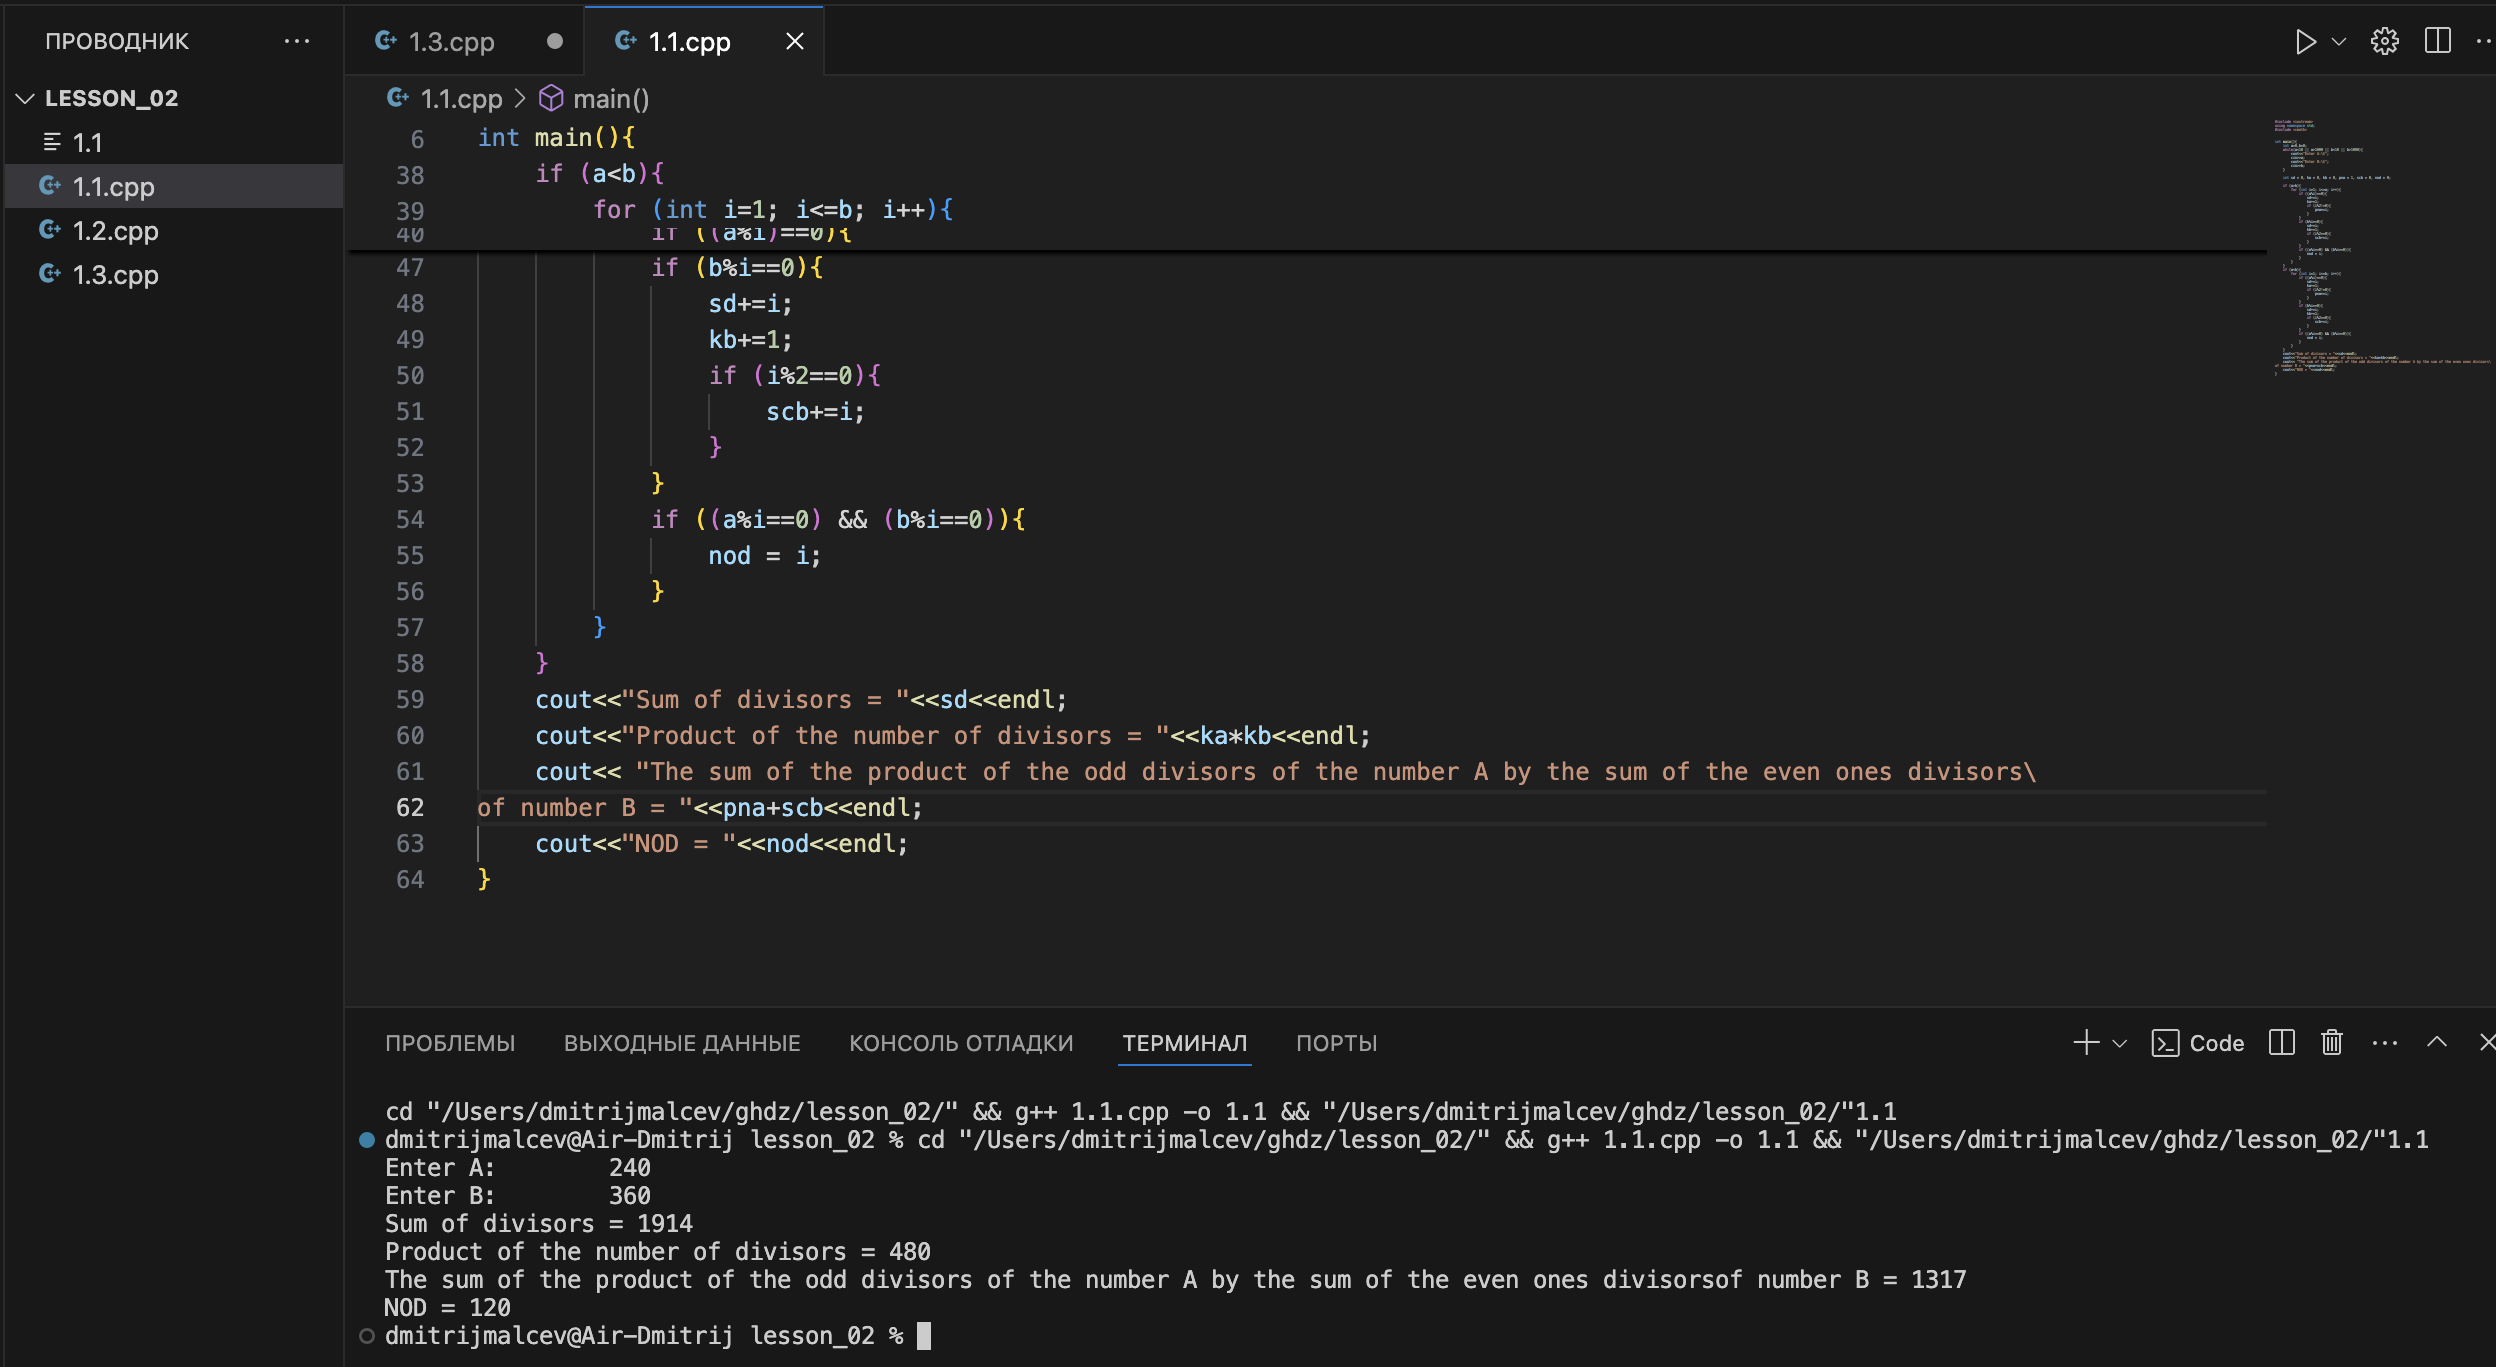 ПРОВОДНИК
1.3.cpp
1.1.cpp
LESSON_02
1.1
1.1.cpp
1.2.cpp
1.3.cpp
1.1.cpp > main()
6 int main(){
38 if (a<b){
39 for (int i=1; i<=b; i++){
40 if ((a%i)==0){
47 if (b%i==0){
48 sd+=i;
49 kb+=1;
50 if (i%2==0){
51 scb+=i;
52 }
53 }
54 if ((a%i==0) && (b%i==0)){
55 nod = i;
56 }
57 }
58 }
59 cout<<"Sum of divisors = "<<sd<<endl;
60 cout<<"Product of the number of divisors = "<<ka*kb<<endl;
61 cout<< "The sum of the product of the odd divisors of the number A by the sum of the even ones divisors\
62 of number B = "<<pna+scb<<endl;
63 cout<<"NOD = "<<nod<<endl;
64 }
ПРОБЛЕМЫ ВЫХОДНЫЕ ДАННЫЕ КОНСОЛЬ ОТЛАДКИ ТЕРМИНАЛ ПОРТЫ
Code
cd "/Users/dmitrijmalcev/ghdz/lesson_02/" && g++ 1.1.cpp -o 1.1 && "/Users/dmitrijmalcev/ghdz/lesson_02/"1.1
dmitrijmalcev@Air-Dmitrij lesson_02 % cd "/Users/dmitrijmalcev/ghdz/lesson_02/" && g++ 1.1.cpp -o 1.1 && "/Users/dmitrijmalcev/ghdz/lesson_02/"1.1
Enter A: 240
Enter B: 360
Sum of divisors = 1914
Product of the number of divisors = 480
The sum of the product of the odd divisors of the number A by the sum of the even ones divisorsof number B = 1317
NOD = 120
dmitrijmalcev@Air-Dmitrij lesson_02 %